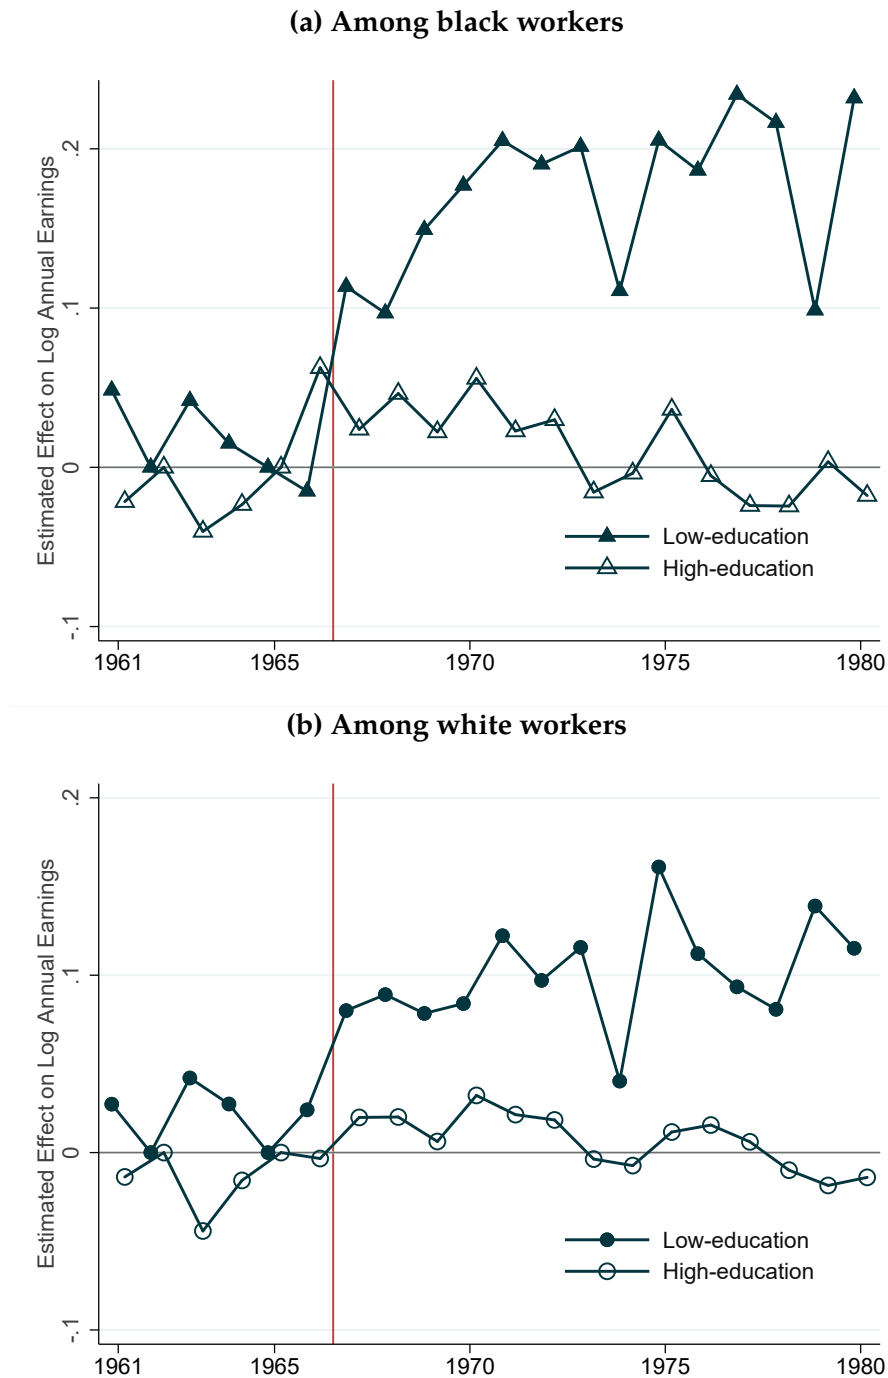 (a) Among black workers
Estimated Effect on Log Annual Earnings
.2
.1
0
-.1
Low-education
High-education
1961 1965 1970 1975 1980
(b) Among white workers
Estimated Effect on Log Annual Earnings
.2
.1
0
-.1
Low-education
High-education
1961 1965 1970 1975 1980